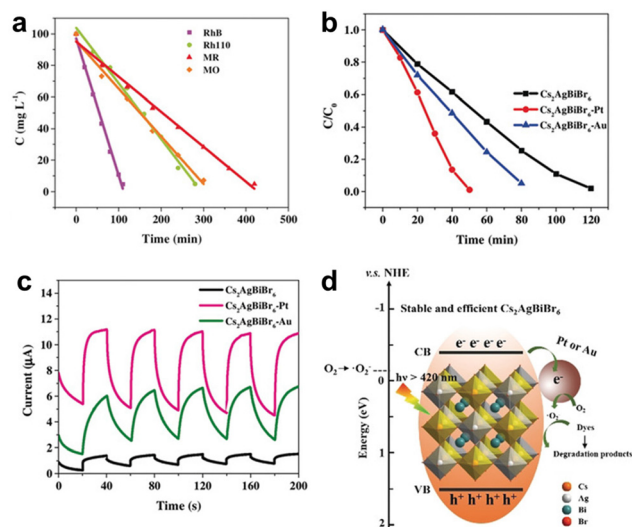 a
C (mg L⁻¹)
100
80
60
40
20
0
RhB
Rh110
MR
MO
0 100 200 300 400 500
Time (min)
b
C/C₀
1.0
0.8
0.6
0.4
0.2
0.0
Cs₂AgBiBr₆
Cs₂AgBiBr₆-Pt
Cs₂AgBiBr₆-Au
0 20 40 60 80 100 120
Time (min)
c
Current (μA)
14
12
10
8
6
4
2
0
Cs₂AgBiBr₆
Cs₂AgBiBr₆-Pt
Cs₂AgBiBr₆-Au
0 40 80 120 160 200
Time (s)
d
v.s. NHE
Energy (eV)
-1
0
1
2
Stable and efficient Cs₂AgBiBr₆
e⁻ e⁻ e⁻ e⁻
CB
Pt or Au
O₂→·O₂⁻
hν > 420 nm
e⁻
O₂
·O₂⁻
Dyes
Degradation products
VB
h⁺ h⁺ h⁺ h⁺
Cs
Ag
Bi
Br